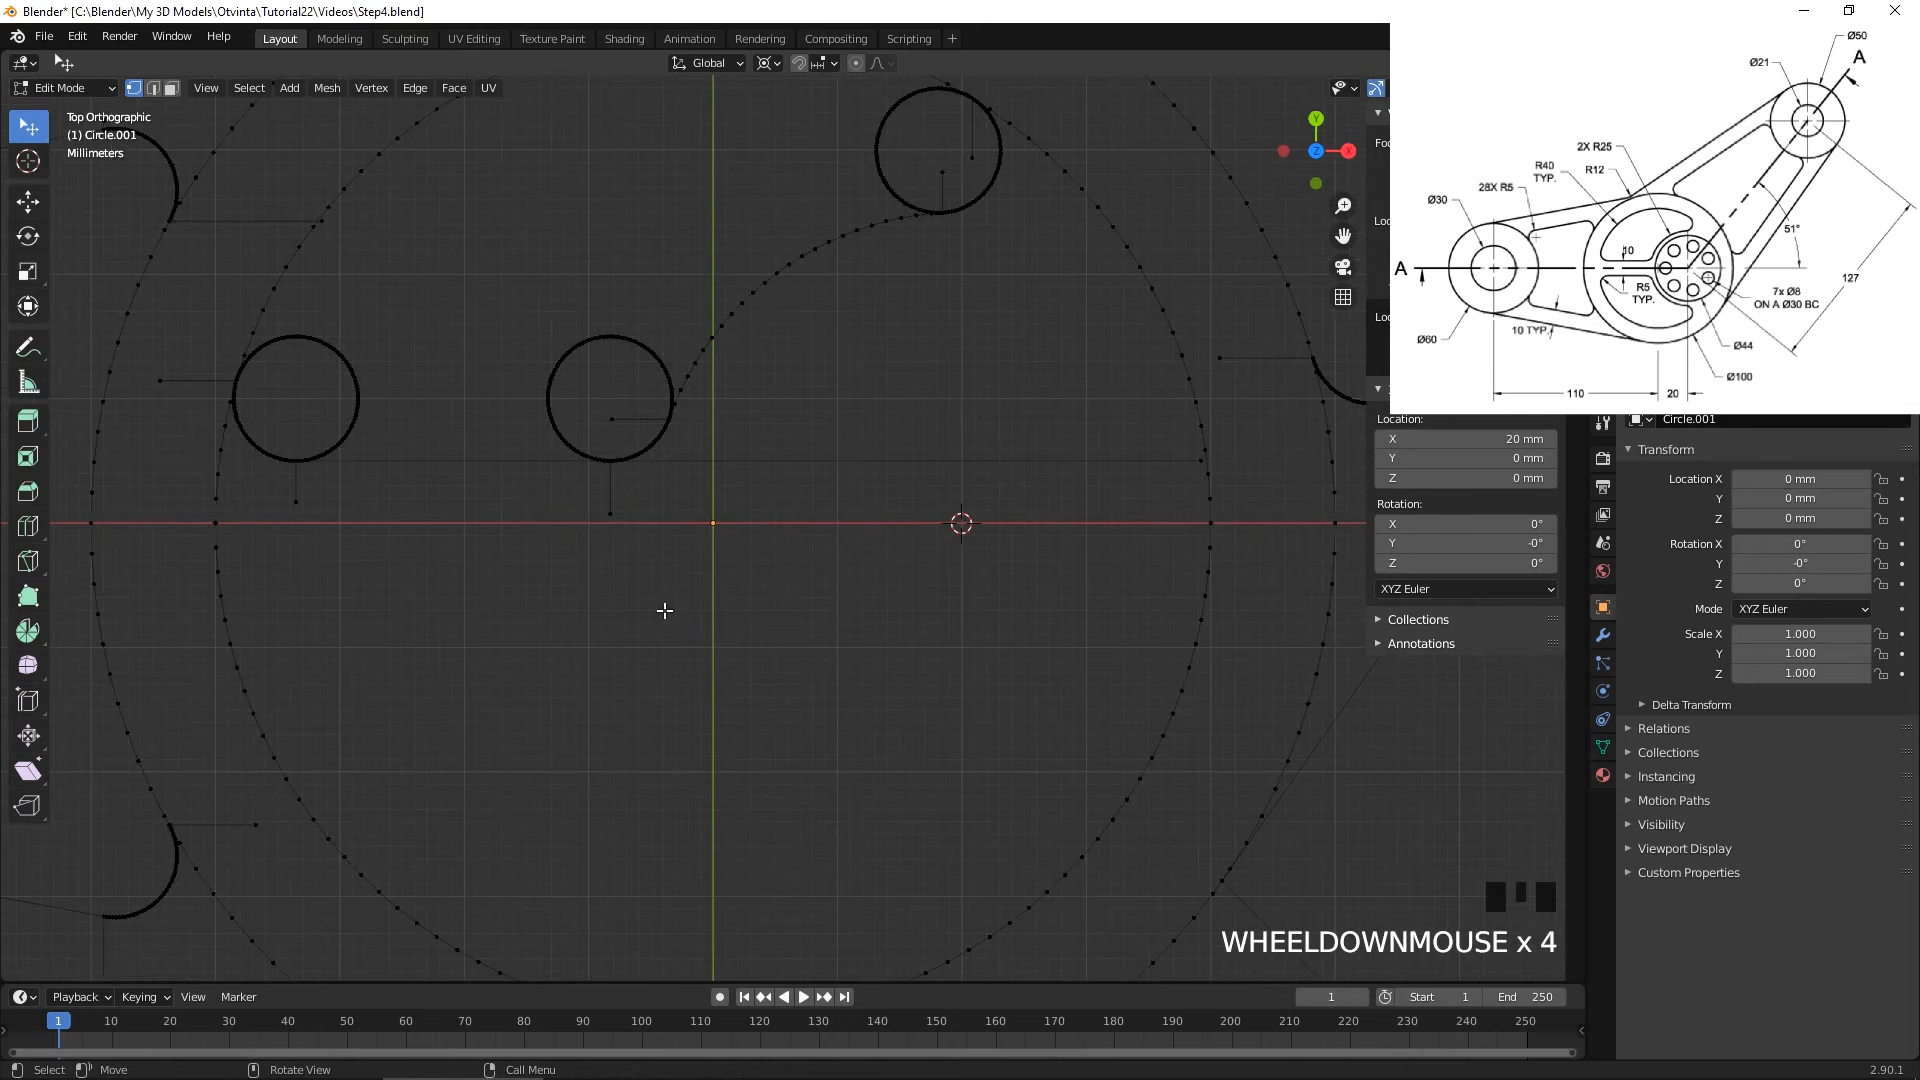 Blender* [C:\Blender\My 3D Models\Otvinta\Tutorial22\Videos\Step4.blend]
File Edit Render Window Help Layout Modeling Sculpting UV Editing Texture Paint Shading Animation Rendering Compositing Scripting +
Global
Edit Mode View Select Add Mesh Vertex Edge Face UV
Top Orthographic
(1) Circle.001
Millimeters
Y
X
Z
Ø50
A
Ø21
2X R25
R40
TYP.
R12
28X R5
Ø30
51°
10
A
R5
TYP.
127
7x Ø8
ON A Ø30 BC
10 TYP.
Ø60
Ø44
Ø100
110
20
Location:
X 20 mm
Y 0 mm
Z 0 mm
Rotation:
X 0°
Y -0°
Z 0°
XYZ Euler
Collections
Annotations
Circle.001
Transform
Location X 0 mm
Y 0 mm
Z 0 mm
Rotation X 0°
Y -0°
Z 0°
Mode XYZ Euler
Scale X 1.000
Y 1.000
Z 1.000
Delta Transform
Relations
Collections
Instancing
Motion Paths
Visibility
Viewport Display
Custom Properties
WHEELDOWNMOUSE x 4
Playback Keying View Marker 1 Start 1 End 250
1 10 20 30 40 50 60 70 80 90 100 110 120 130 140 150 160 170 180 190 200 210 220 230 240 250
Select Move Rotate View Call Menu 2.90.1